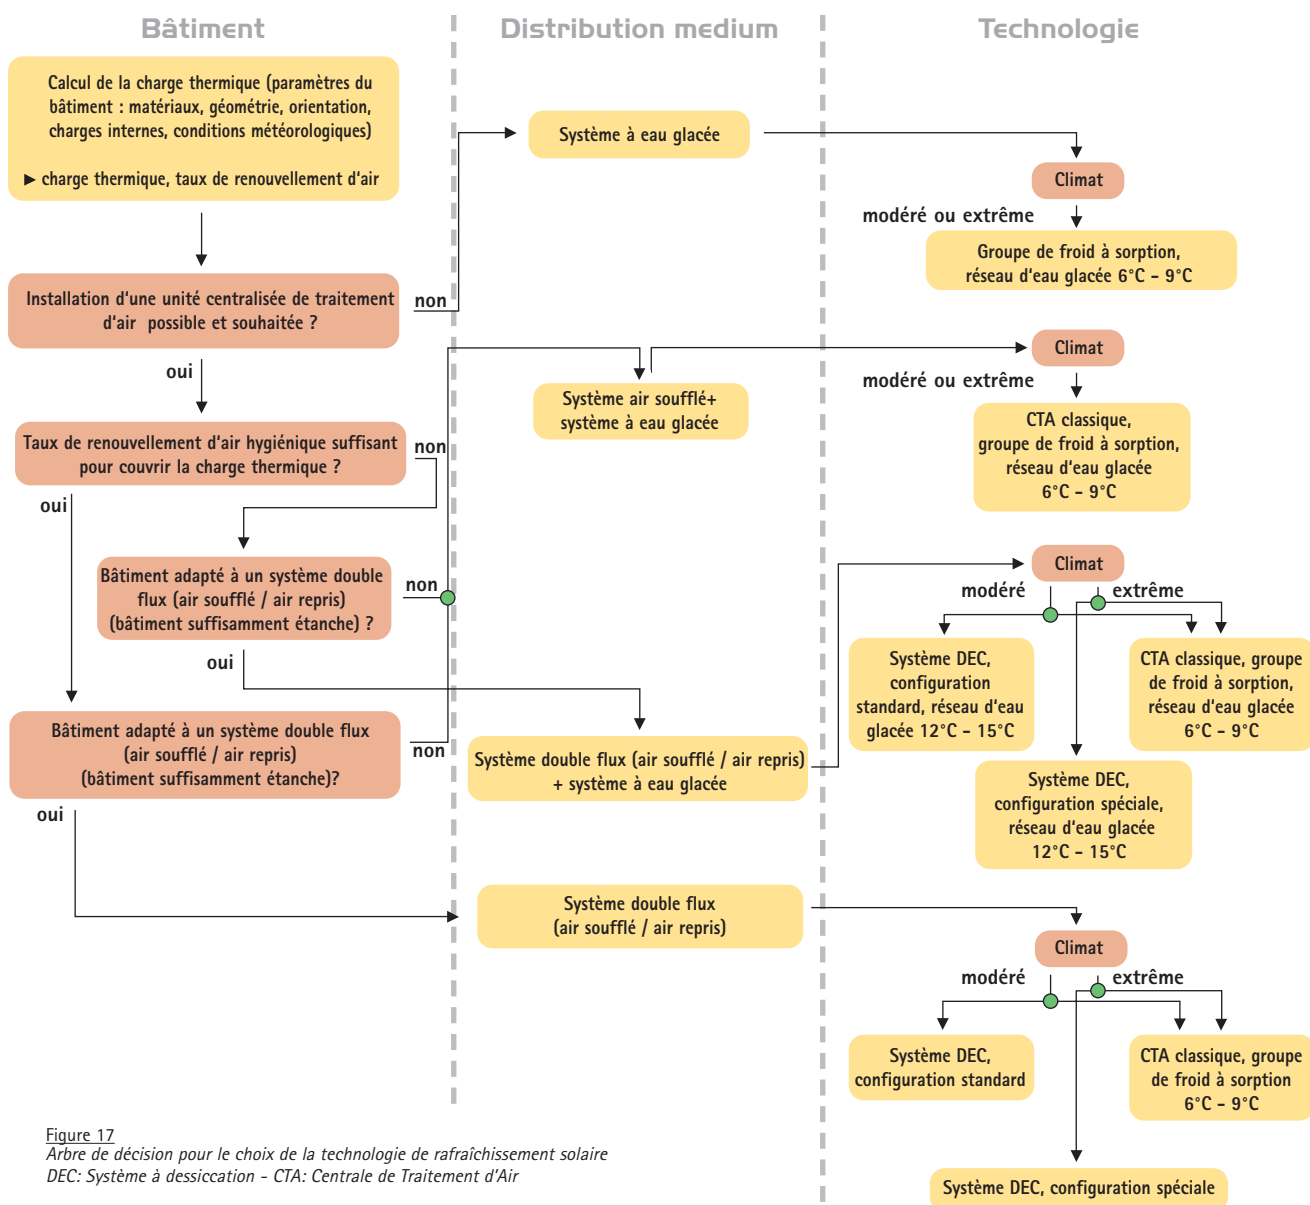 Bâtiment
Distribution medium
Technologie
Calcul de la charge thermique (paramètres du
bâtiment : matériaux, géométrie, orientation,
charges internes, conditions météorologiques)
► charge thermique, taux de renouvellement d'air
Système à eau glacée
Climat
modéré ou extrême
Groupe de froid à sorption,
réseau d'eau glacée 6°C - 9°C
Installation d'une unité centralisée de traitement
d'air possible et souhaitée ?
non
oui
Système air soufflé+
système à eau glacée
Climat
modéré ou extrême
CTA classique,
groupe de froid à sorption,
réseau d'eau glacée
6°C - 9°C
Taux de renouvellement d'air hygiénique suffisant
pour couvrir la charge thermique ?
non
oui
Bâtiment adapté à un système double
flux (air soufflé / air repris)
(bâtiment suffisamment étanche) ?
non
oui
Climat
modéré
extrême
Système DEC,
configuration
standard, réseau d'eau
glacée 12°C - 15°C
CTA classique, groupe
de froid à sorption,
réseau d'eau glacée
6°C - 9°C
Bâtiment adapté à un système double flux
(air soufflé / air repris)
(bâtiment suffisamment étanche)?
non
oui
Système double flux (air soufflé / air repris)
+ système à eau glacée
Système DEC,
configuration spéciale,
réseau d'eau glacée
12°C - 15°C
Système double flux
(air soufflé / air repris)
Climat
modéré
extrême
Système DEC,
configuration standard
CTA classique, groupe
de froid à sorption
6°C - 9°C
Système DEC, configuration spéciale
Figure 17
Arbre de décision pour le choix de la technologie de rafraîchissement solaire
DEC: Système à dessiccation - CTA: Centrale de Traitement d'Air